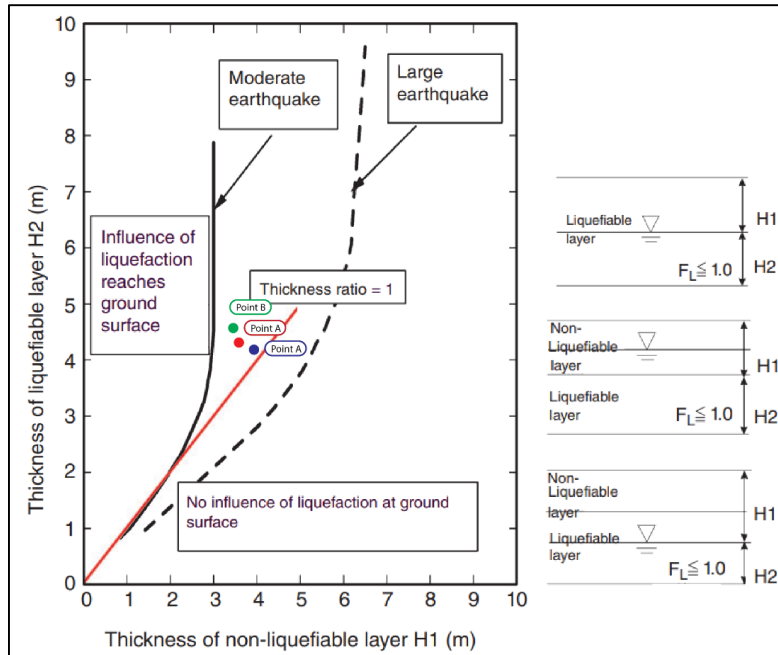 10
9
8
7
6
5
4
3
2
1
0
Thickness of liquefiable layer H2 (m)
Moderate
earthquake
Large
earthquake
Influence of
liquefaction
reaches
ground
surface
Thickness ratio = 1
Point B
Point A
Point A
No influence of liquefaction at ground
surface
0 1 2 3 4 5 6 7 8 9 10
Thickness of non-liquefiable layer H1 (m)
Liquefiable
layer
H1
F_L ≦ 1.0
H2
Non-
Liquefiable
layer
H1
Liquefiable
layer
F_L ≦ 1.0
H2
Non-
Liquefiable
layer
H1
Liquefiable
layer
F_L ≦ 1.0
H2